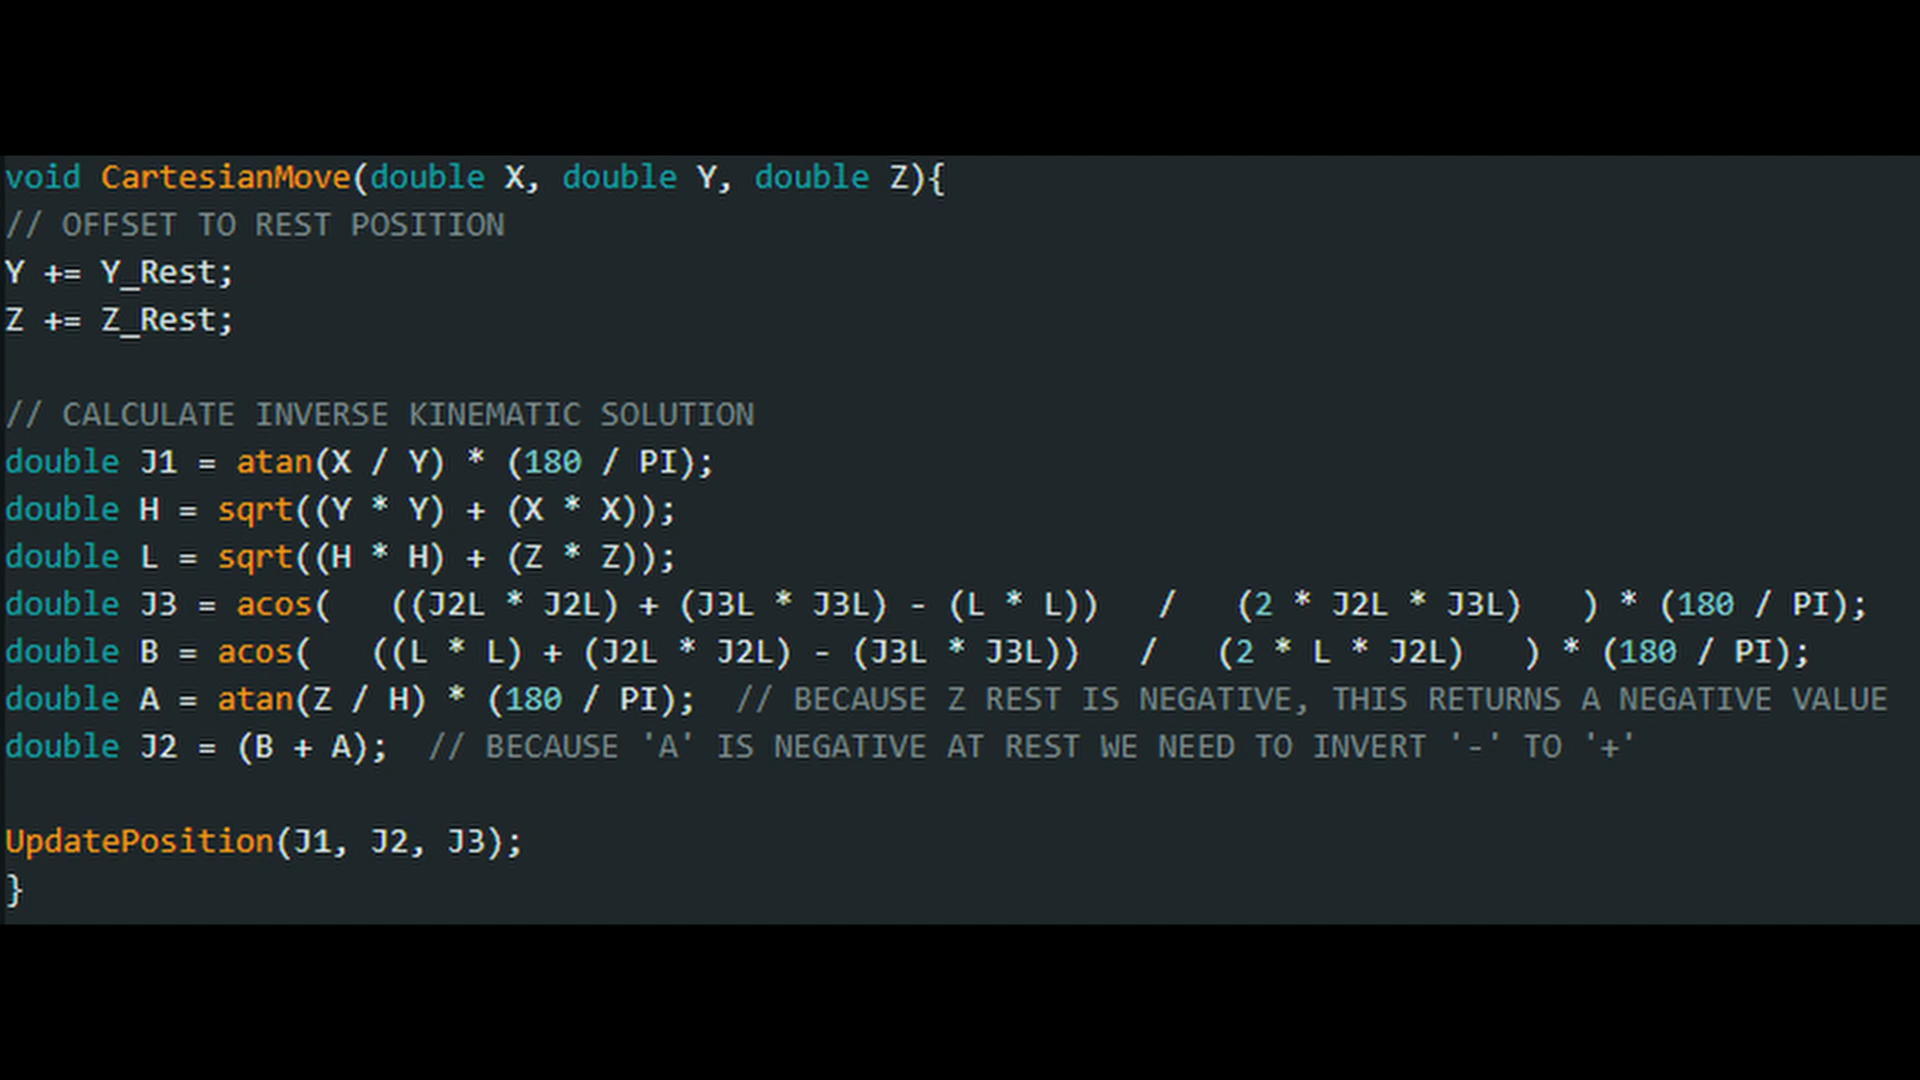 void CartesianMove(double X, double Y, double Z){
// OFFSET TO REST POSITION
Y += Y_Rest;
Z += Z_Rest;
// CALCULATE INVERSE KINEMATIC SOLUTION
double J1 = atan(X / Y) * (180 / PI);
double H = sqrt((Y * Y) + (X * X));
double L = sqrt((H * H) + (Z * Z));
double J3 = acos(   ((J2L * J2L) + (J3L * J3L) - (L * L))   /   (2 * J2L * J3L)   ) * (180 / PI);
double B = acos(   ((L * L) + (J2L * J2L) - (J3L * J3L))   /   (2 * L * J2L)   ) * (180 / PI);
double A = atan(Z / H) * (180 / PI);  // BECAUSE Z REST IS NEGATIVE, THIS RETURNS A NEGATIVE VALUE
double J2 = (B + A);  // BECAUSE 'A' IS NEGATIVE AT REST WE NEED TO INVERT '-' TO '+'
UpdatePosition(J1, J2, J3);
}